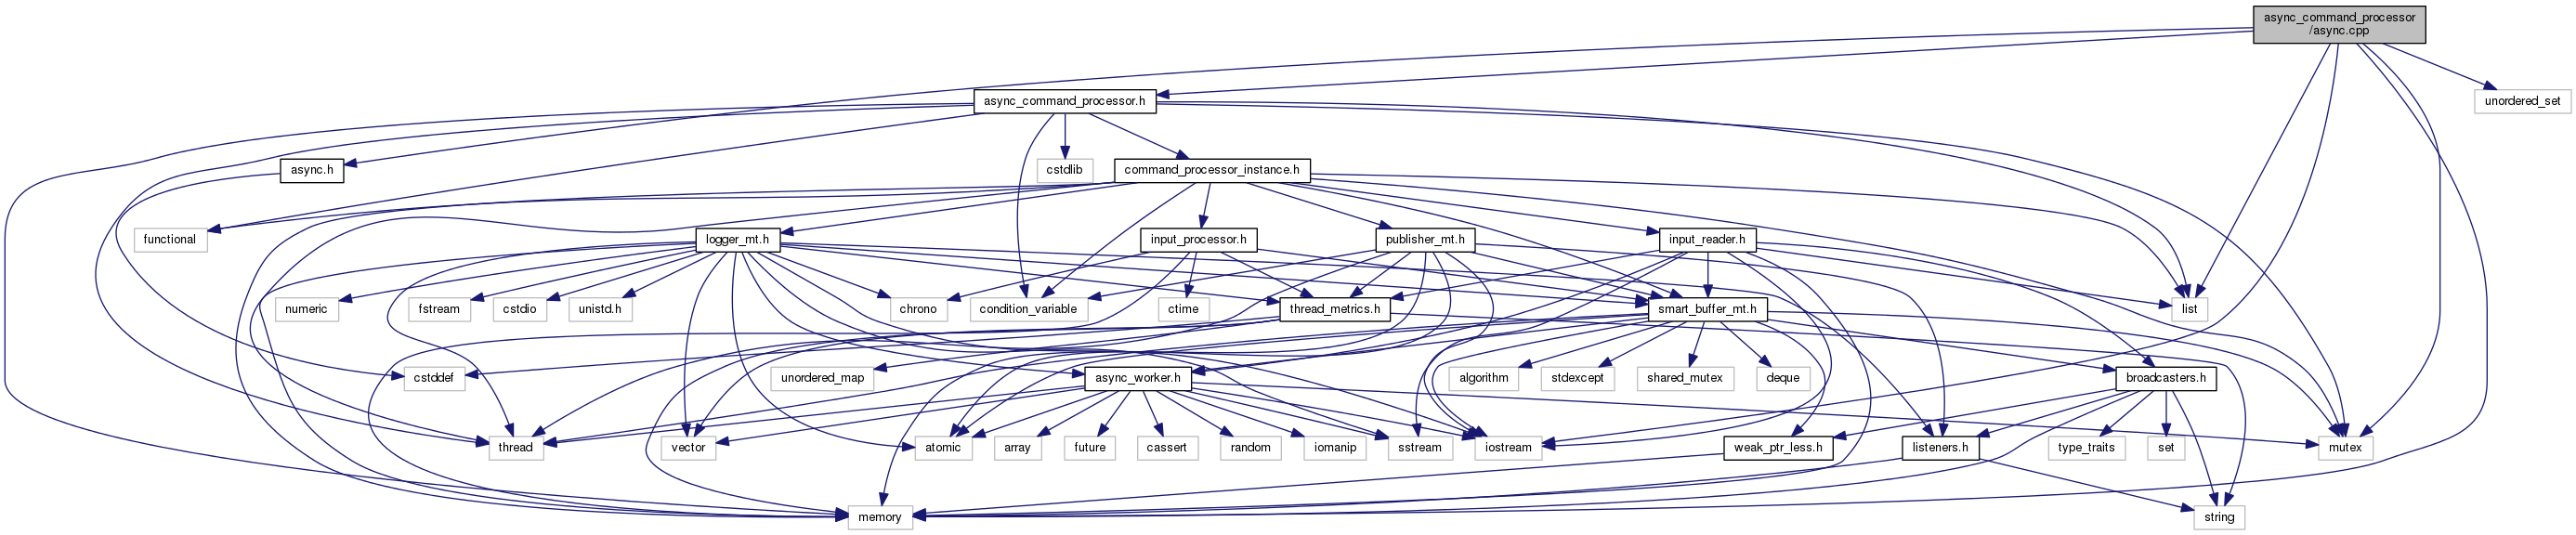 async_command_processor
/async.cpp
async_command_processor.h
unordered_set
async.h
cstdlib
command_processor_instance.h
functional
logger_mt.h
input_processor.h
publisher_mt.h
input_reader.h
numeric
fstream
cstdio
unistd.h
chrono
condition_variable
ctime
thread_metrics.h
smart_buffer_mt.h
list
cstddef
unordered_map
async_worker.h
algorithm
stdexcept
shared_mutex
deque
broadcasters.h
thread
vector
atomic
array
future
cassert
random
iomanip
sstream
iostream
weak_ptr_less.h
listeners.h
type_traits
set
mutex
memory
string